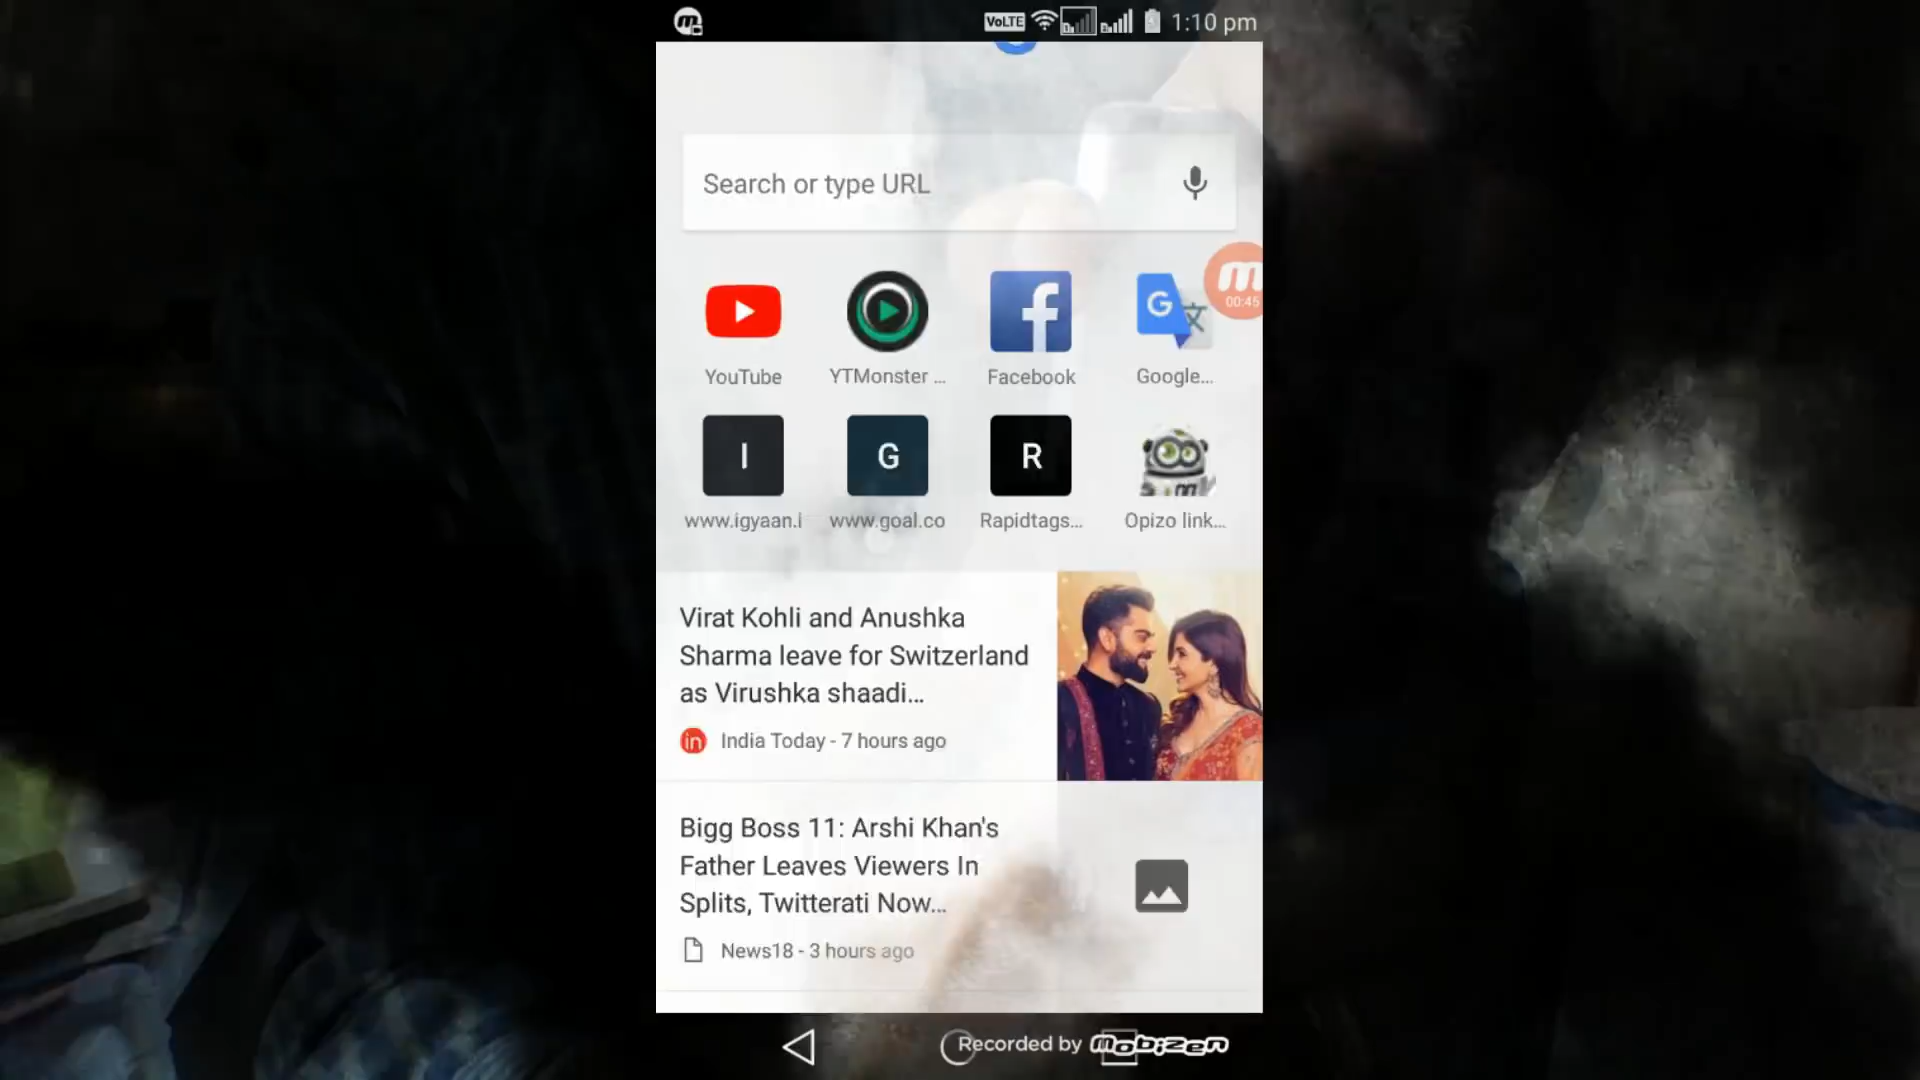 VoLTE 1:10 pm
Search or type URL
00:45
YouTube
YTMonster ...
Facebook
Google...
I
G
R
www.igyaan.i
www.goal.co
Rapidtags...
Opizo link...
Virat Kohli and Anushka
Sharma leave for Switzerland
as Virushka shaadi...
in India Today - 7 hours ago
Bigg Boss 11: Arshi Khan's
Father Leaves Viewers In
Splits, Twitterati Now...
News18 - 3 hours ago
Recorded by Mobizen